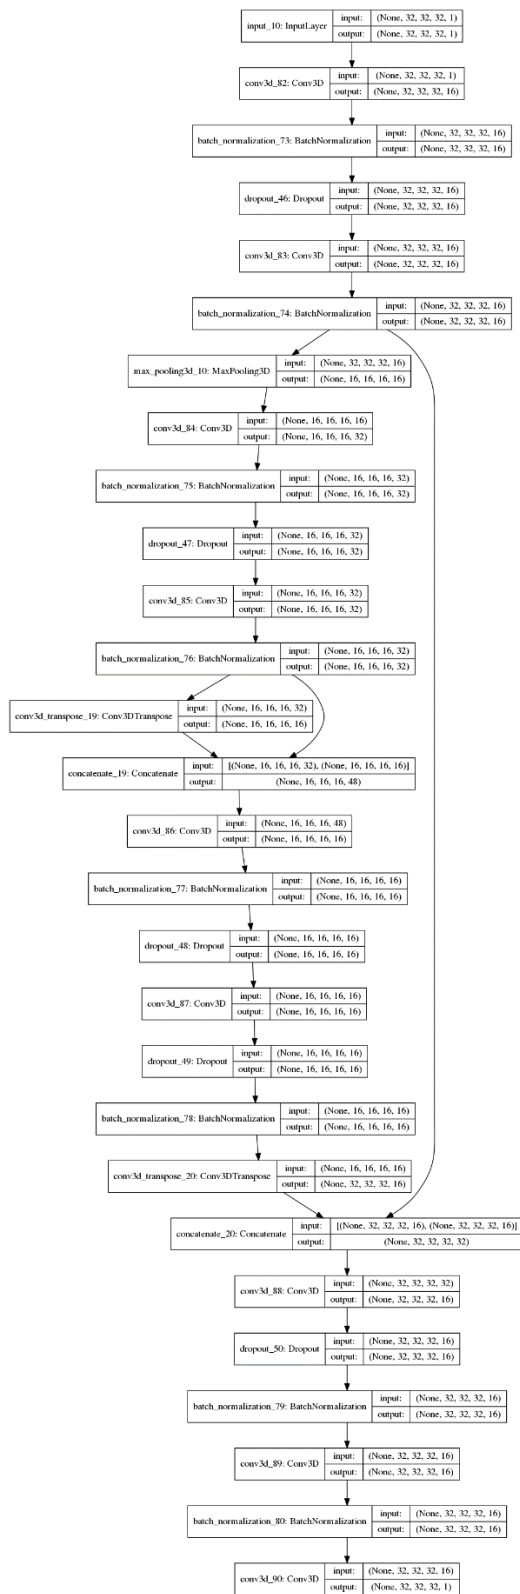 input_10: InputLayer
input: (None, 32, 32, 32, 1)
output: (None, 32, 32, 32, 1)
conv3d_82: Conv3D
input: (None, 32, 32, 32, 1)
output: (None, 32, 32, 32, 16)
batch_normalization_73: BatchNormalization
input: (None, 32, 32, 32, 16)
output: (None, 32, 32, 32, 16)
dropout_46: Dropout
input: (None, 32, 32, 32, 16)
output: (None, 32, 32, 32, 16)
conv3d_83: Conv3D
input: (None, 32, 32, 32, 16)
output: (None, 32, 32, 32, 16)
batch_normalization_74: BatchNormalization
input: (None, 32, 32, 32, 16)
output: (None, 32, 32, 32, 16)
max_pooling3d_10: MaxPooling3D
input: (None, 32, 32, 32, 16)
output: (None, 16, 16, 16, 16)
conv3d_84: Conv3D
input: (None, 16, 16, 16, 16)
output: (None, 16, 16, 16, 32)
batch_normalization_75: BatchNormalization
input: (None, 16, 16, 16, 32)
output: (None, 16, 16, 16, 32)
dropout_47: Dropout
input: (None, 16, 16, 16, 32)
output: (None, 16, 16, 16, 32)
conv3d_85: Conv3D
input: (None, 16, 16, 16, 32)
output: (None, 16, 16, 16, 32)
batch_normalization_76: BatchNormalization
input: (None, 16, 16, 16, 32)
output: (None, 16, 16, 16, 32)
conv3d_transpose_19: Conv3DTranspose
input: (None, 16, 16, 16, 32)
output: (None, 16, 16, 16, 16)
concatenate_19: Concatenate
input: [(None, 16, 16, 16, 32), (None, 16, 16, 16, 16)]
output: (None, 16, 16, 16, 48)
conv3d_86: Conv3D
input: (None, 16, 16, 16, 48)
output: (None, 16, 16, 16, 16)
batch_normalization_77: BatchNormalization
input: (None, 16, 16, 16, 16)
output: (None, 16, 16, 16, 16)
dropout_48: Dropout
input: (None, 16, 16, 16, 16)
output: (None, 16, 16, 16, 16)
conv3d_87: Conv3D
input: (None, 16, 16, 16, 16)
output: (None, 16, 16, 16, 16)
dropout_49: Dropout
input: (None, 16, 16, 16, 16)
output: (None, 16, 16, 16, 16)
batch_normalization_78: BatchNormalization
input: (None, 16, 16, 16, 16)
output: (None, 16, 16, 16, 16)
conv3d_transpose_20: Conv3DTranspose
input: (None, 16, 16, 16, 16)
output: (None, 32, 32, 32, 16)
concatenate_20: Concatenate
input: [(None, 32, 32, 32, 16), (None, 32, 32, 32, 16)]
output: (None, 32, 32, 32, 32)
conv3d_88: Conv3D
input: (None, 32, 32, 32, 32)
output: (None, 32, 32, 32, 16)
dropout_50: Dropout
input: (None, 32, 32, 32, 16)
output: (None, 32, 32, 32, 16)
batch_normalization_79: BatchNormalization
input: (None, 32, 32, 32, 16)
output: (None, 32, 32, 32, 16)
conv3d_89: Conv3D
input: (None, 32, 32, 32, 16)
output: (None, 32, 32, 32, 16)
batch_normalization_80: BatchNormalization
input: (None, 32, 32, 32, 16)
output: (None, 32, 32, 32, 16)
conv3d_90: Conv3D
input: (None, 32, 32, 32, 16)
output: (None, 32, 32, 32, 1)